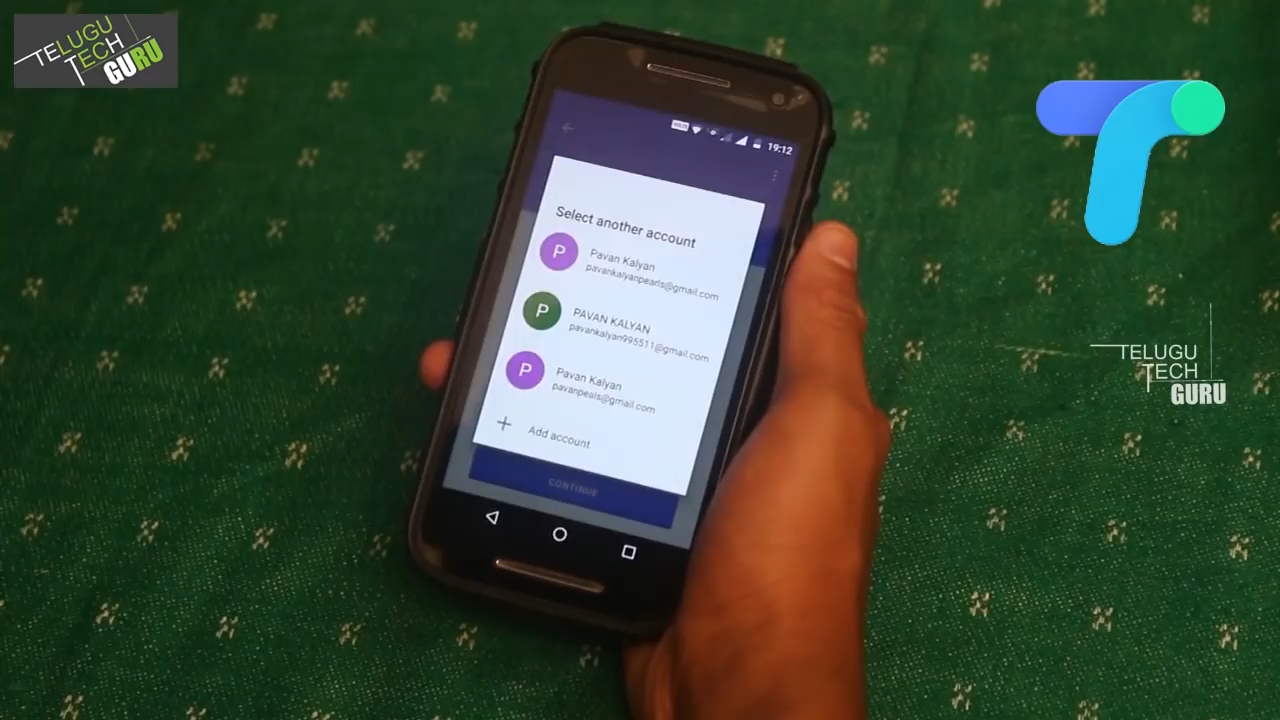 TELUGU
TECH
GURU
19:12
Select another account
P
Pavan Kalyan
pavankalyanpearls@gmail.com
P
PAVAN KALYAN
pavankalyan995511@gmail.com
P
Pavan Kalyan
pavanpeals@gmail.com
+ Add account
CONTINUE
TELUGU
TECH
GURU